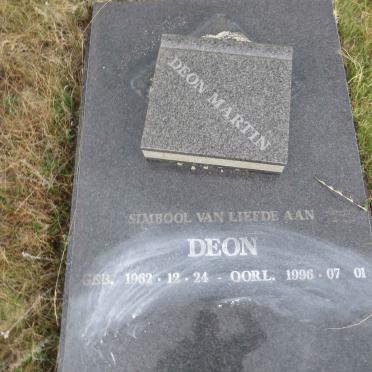 DEON MARTIN
SIMBOOL VAN LIEFDE AAN
DEON
GEB. 1962 · 12 · 24 - OORL. 1996 · 07 01